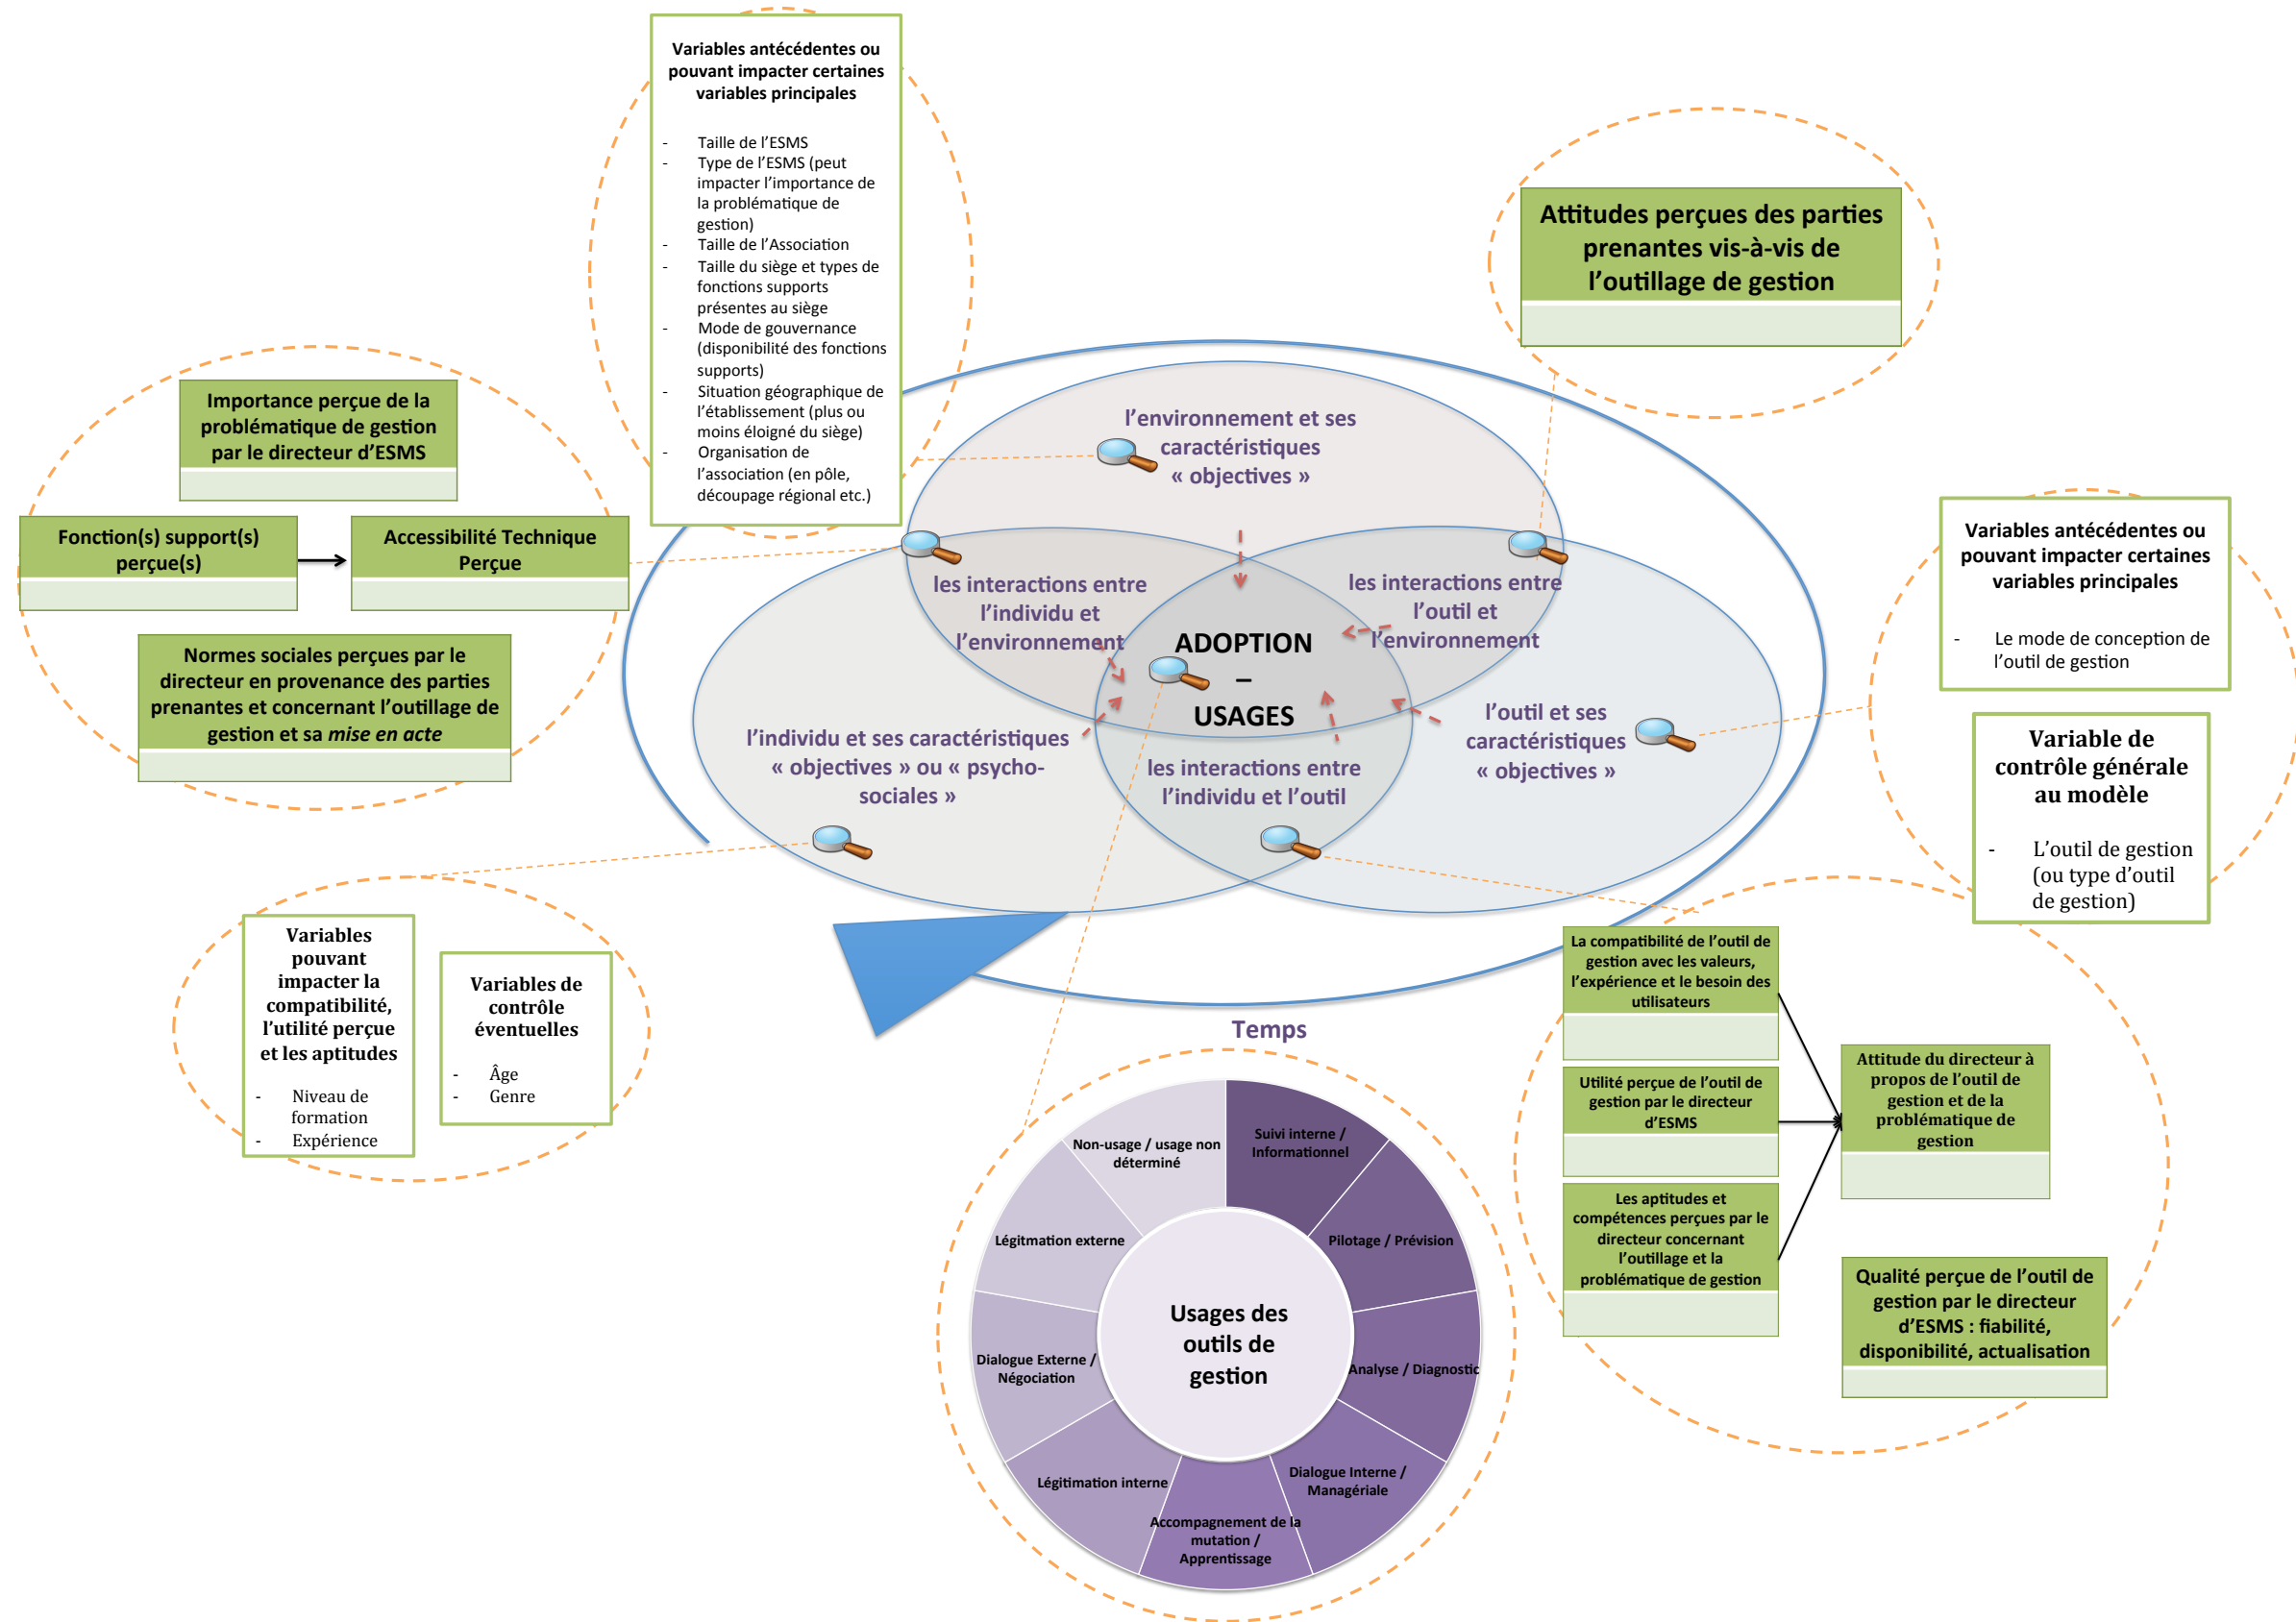 Variables antécédentes ou
pouvant impacter certaines
variables principales
- Taille de l'ESMS
- Type de l'ESMS (peut
impacter l'importance de
la problématique de
gestion)
- Taille de l'Association
- Taille du siège et types de
fonctions supports
présentes au siège
- Mode de gouvernance
(disponibilité des fonctions
supports)
- Situation géographique de
l'établissement (plus ou
moins éloigné du siège)
- Organisation de
l'association (en pôle,
découpage régional etc.)
Attitudes perçues des parties
prenantes vis-à-vis de
l'outillage de gestion
Importance perçue de la
problématique de gestion
par le directeur d'ESMS
Fonction(s) support(s)
perçue(s)
Accessibilité Technique
Perçue
Normes sociales perçues par le
directeur en provenance des parties
prenantes et concernant l'outillage de
gestion et sa mise en acte
l'environnement et ses
caractéristiques
« objectives »
les interactions entre
l'individu et
l'environnement
les interactions entre
l'outil et
l'environnement
ADOPTION
–
USAGES
l'individu et ses caractéristiques
« objectives » ou « psycho-
sociales »
les interactions entre
l'individu et l'outil
l'outil et ses
caractéristiques
« objectives »
Variables antécédentes ou
pouvant impacter certaines
variables principales
- Le mode de conception de
l'outil de gestion
Variable de
contrôle générale
au modèle
- L'outil de gestion
(ou type d'outil
de gestion)
Variables
pouvant
impacter la
compatibilité,
l'utilité perçue
et les aptitudes
- Niveau de
formation
- Expérience
Variables de
contrôle
éventuelles
- Âge
- Genre
Temps
La compatibilité de l'outil de
gestion avec les valeurs,
l'expérience et le besoin des
utilisateurs
Utilité perçue de l'outil de
gestion par le directeur
d'ESMS
Les aptitudes et
compétences perçues par le
directeur concernant
l'outillage et la
problématique de gestion
Attitude du directeur à
propos de l'outil de
gestion et de la
problématique de
gestion
Qualité perçue de l'outil de
gestion par le directeur
d'ESMS : fiabilité,
disponibilité, actualisation
Usages des
outils de
gestion
Suivi interne /
Informationnel
Pilotage / Prévision
Analyse / Diagnostic
Dialogue Interne /
Managériale
Accompagnement de la
mutation /
Apprentissage
Légitimation interne
Dialogue Externe /
Négociation
Légitmation externe
Non-usage / usage non
déterminé